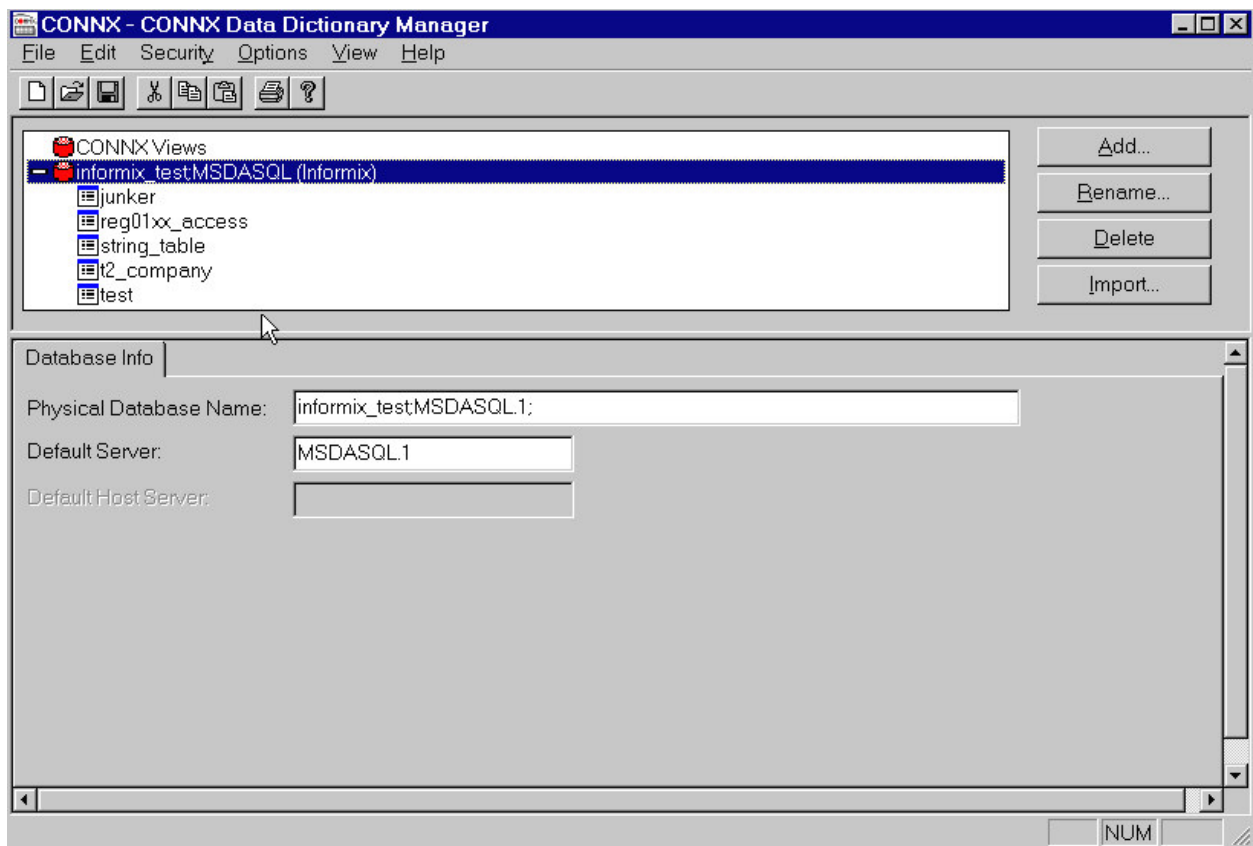 CONNX - CONNX Data Dictionary Manager
File Edit Security Options View Help
CONNX Views
informix_test;MSDASQL (Informix)
junker
reg01xx_access
string_table
t2_company
test
Add...
Rename...
Delete
Import...
Database Info
Physical Database Name: informix_test;MSDASQL.1;
Default Server: MSDASQL.1
Default Host Server:
NUM